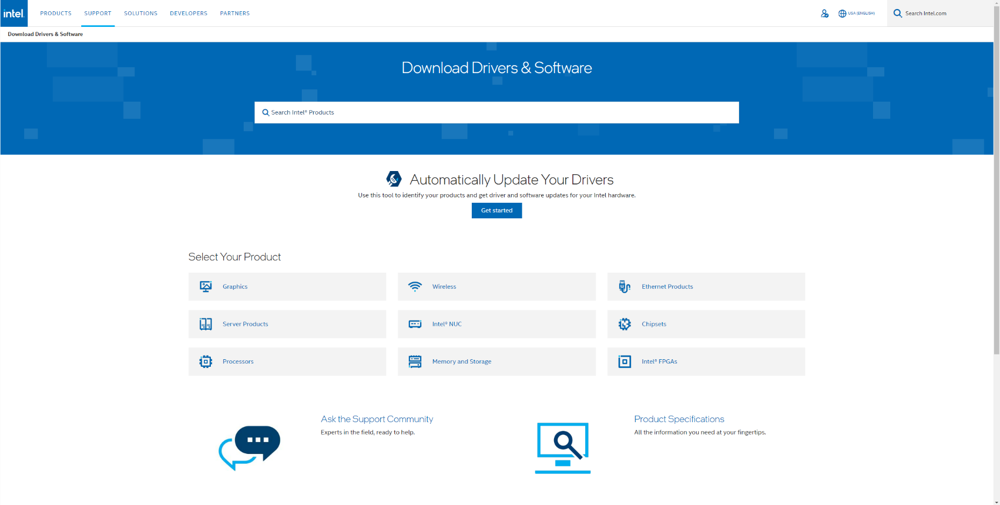 intel.
PRODUCTS SUPPORT SOLUTIONS DEVELOPERS PARTNERS
USA (ENGLISH)
Search Intel.com
Download Drivers & Software
Download Drivers & Software
Search Intel® Products
Automatically Update Your Drivers
Use this tool to identify your products and get driver and software updates for your Intel hardware.
Get started
Select Your Product
Graphics
Wireless
Ethernet Products
Server Products
Intel® NUC
Chipsets
Processors
Memory and Storage
Intel® FPGAs
Ask the Support Community
Experts in the field, ready to help.
Product Specifications
All the information you need at your fingertips.